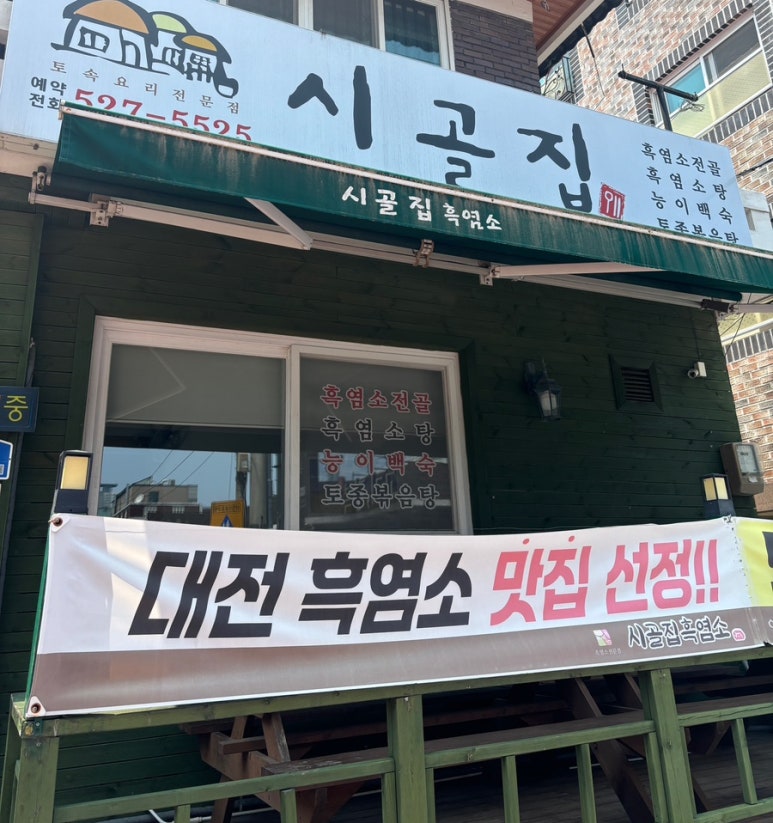 토속요리전문점
예약
전화 527-5525
시골집
흑염소전골
흑염소탕
능이백숙
토종볶음탕
시골집 흑염소
흑염소전골
흑염소탕
능이백숙
토종볶음탕
중
대전 흑염소 맛집 선정!!
시골집흑염소